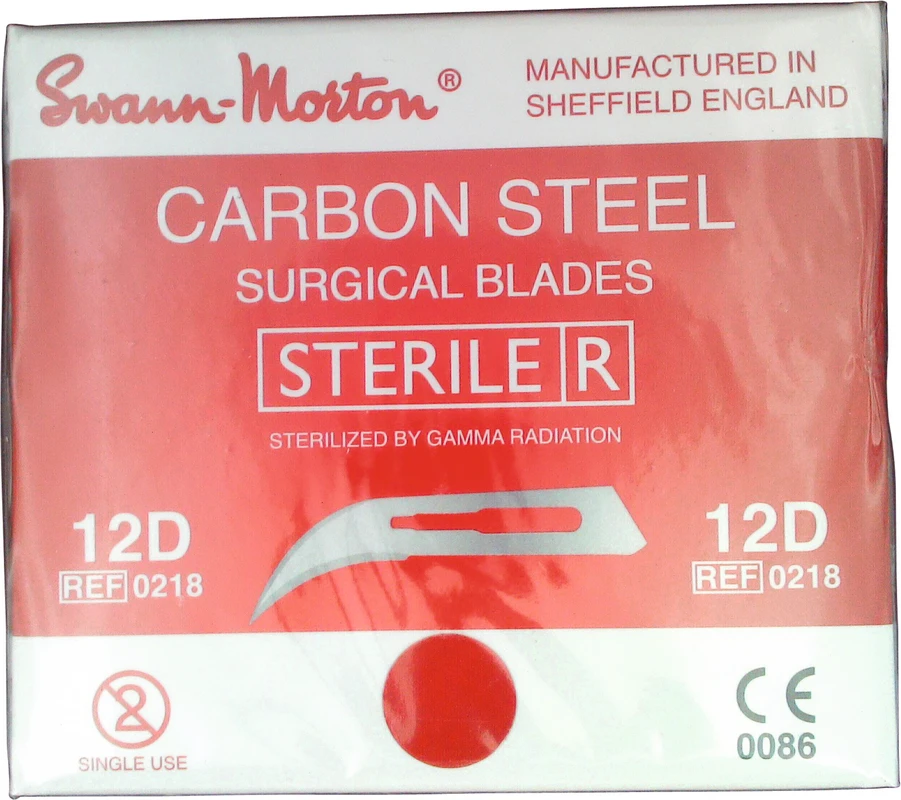 Swann-Morton®
MANUFACTURED IN
SHEFFIELD ENGLAND
CARBON STEEL
SURGICAL BLADES
STERILE R
STERILIZED BY GAMMA RADIATION
12D
REF 0218
12D
REF 0218
2
SINGLE USE
CE
0086